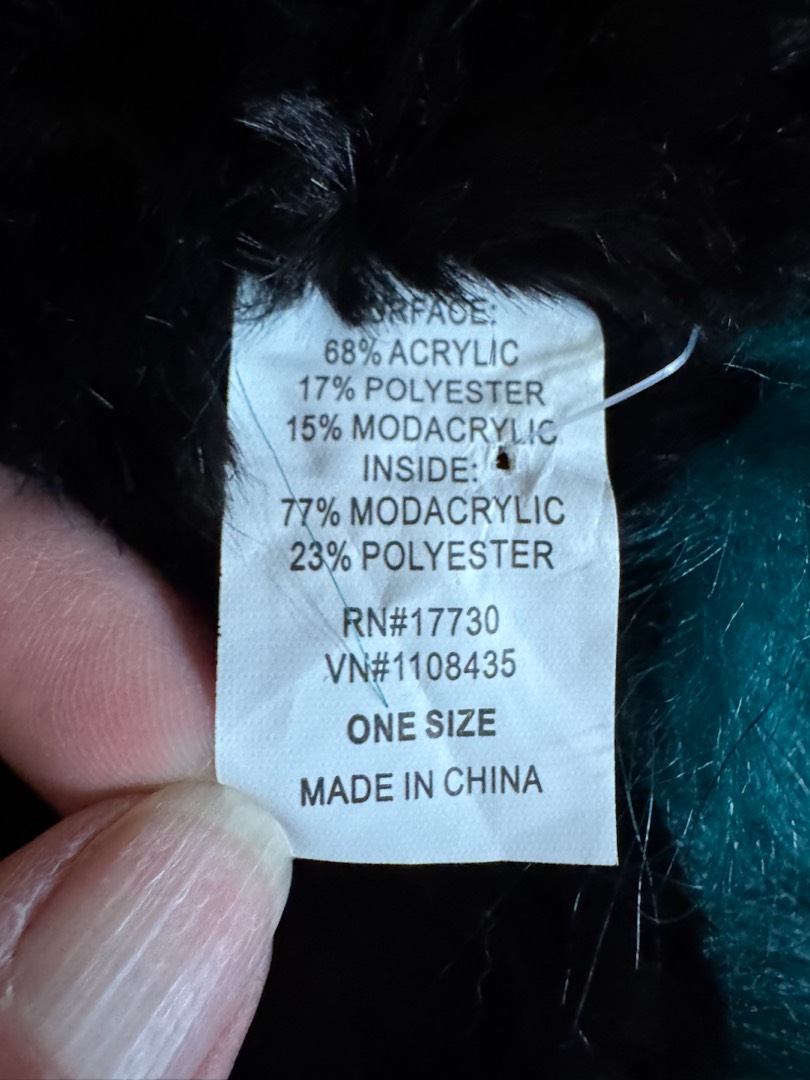 SURFACE:
68% ACRYLIC
17% POLYESTER
15% MODACRYLIC
INSIDE:
77% MODACRYLIC
23% POLYESTER
RN#17730
VN#1108435
ONE SIZE
MADE IN CHINA